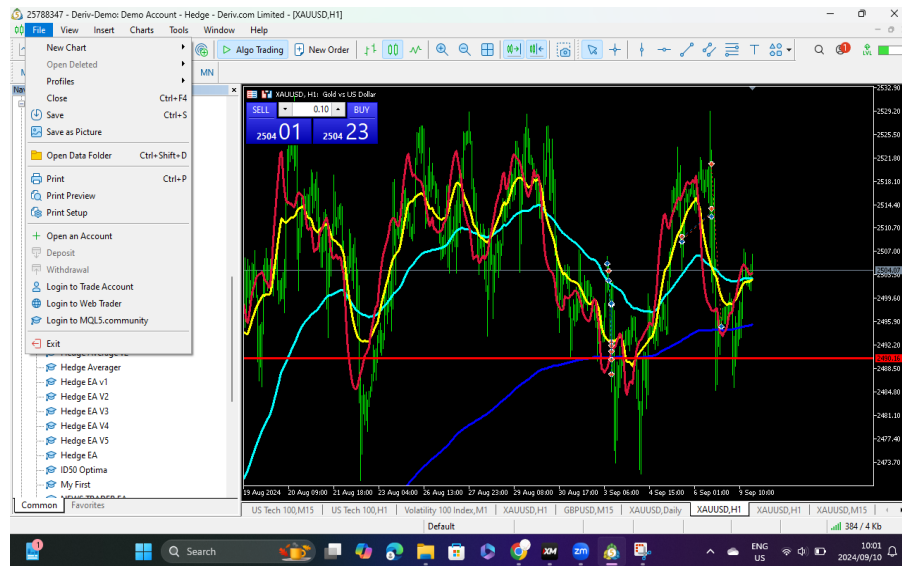 25788347 - Deriv-Demo: Demo Account - Hedge - Deriv.com Limited - [XAUUSD,H1]
File View Insert Charts Tools Window Help
Algo Trading New Order
MN
New Chart
Open Deleted
Profiles
Close Ctrl+F4
Save Ctrl+S
Save as Picture
Open Data Folder Ctrl+Shift+D
Print Ctrl+P
Print Preview
Print Setup
Open an Account
Deposit
Withdrawal
Login to Trade Account
Login to Web Trader
Login to MQL5.community
Exit
Hedge Averager
Hedge EA v1
Hedge EA V2
Hedge EA V3
Hedge EA V4
Hedge EA V5
Hedge EA
ID50 Optima
My First
Common Favorites
XAUUSD, H1: Gold vs US Dollar
SELL 0.10 BUY
2504 01 2504 23
2532.90
2529.20
2525.50
2521.80
2518.10
2514.40
2510.70
2507.00
2499.60
2495.90
2492.20
2490.16
2488.50
2484.80
2481.10
2477.40
2473.70
19 Aug 2024 20 Aug 09:00 21 Aug 18:00 23 Aug 04:00 26 Aug 13:00 27 Aug 23:00 29 Aug 08:00 30 Aug 17:00 3 Sep 06:00 4 Sep 15:00 6 Sep 01:00 9 Sep 10:00
US Tech 100,M15 US Tech 100,H1 Volatility 100 Index,M1 XAUUSD,H1 GBPUSD,M15 XAUUSD,Daily XAUUSD,H1 XAUUSD,H1 XAUUSD,M15
Default 384 / 4 Kb
Search
XM zm
ENG
US
10:01
2024/09/10